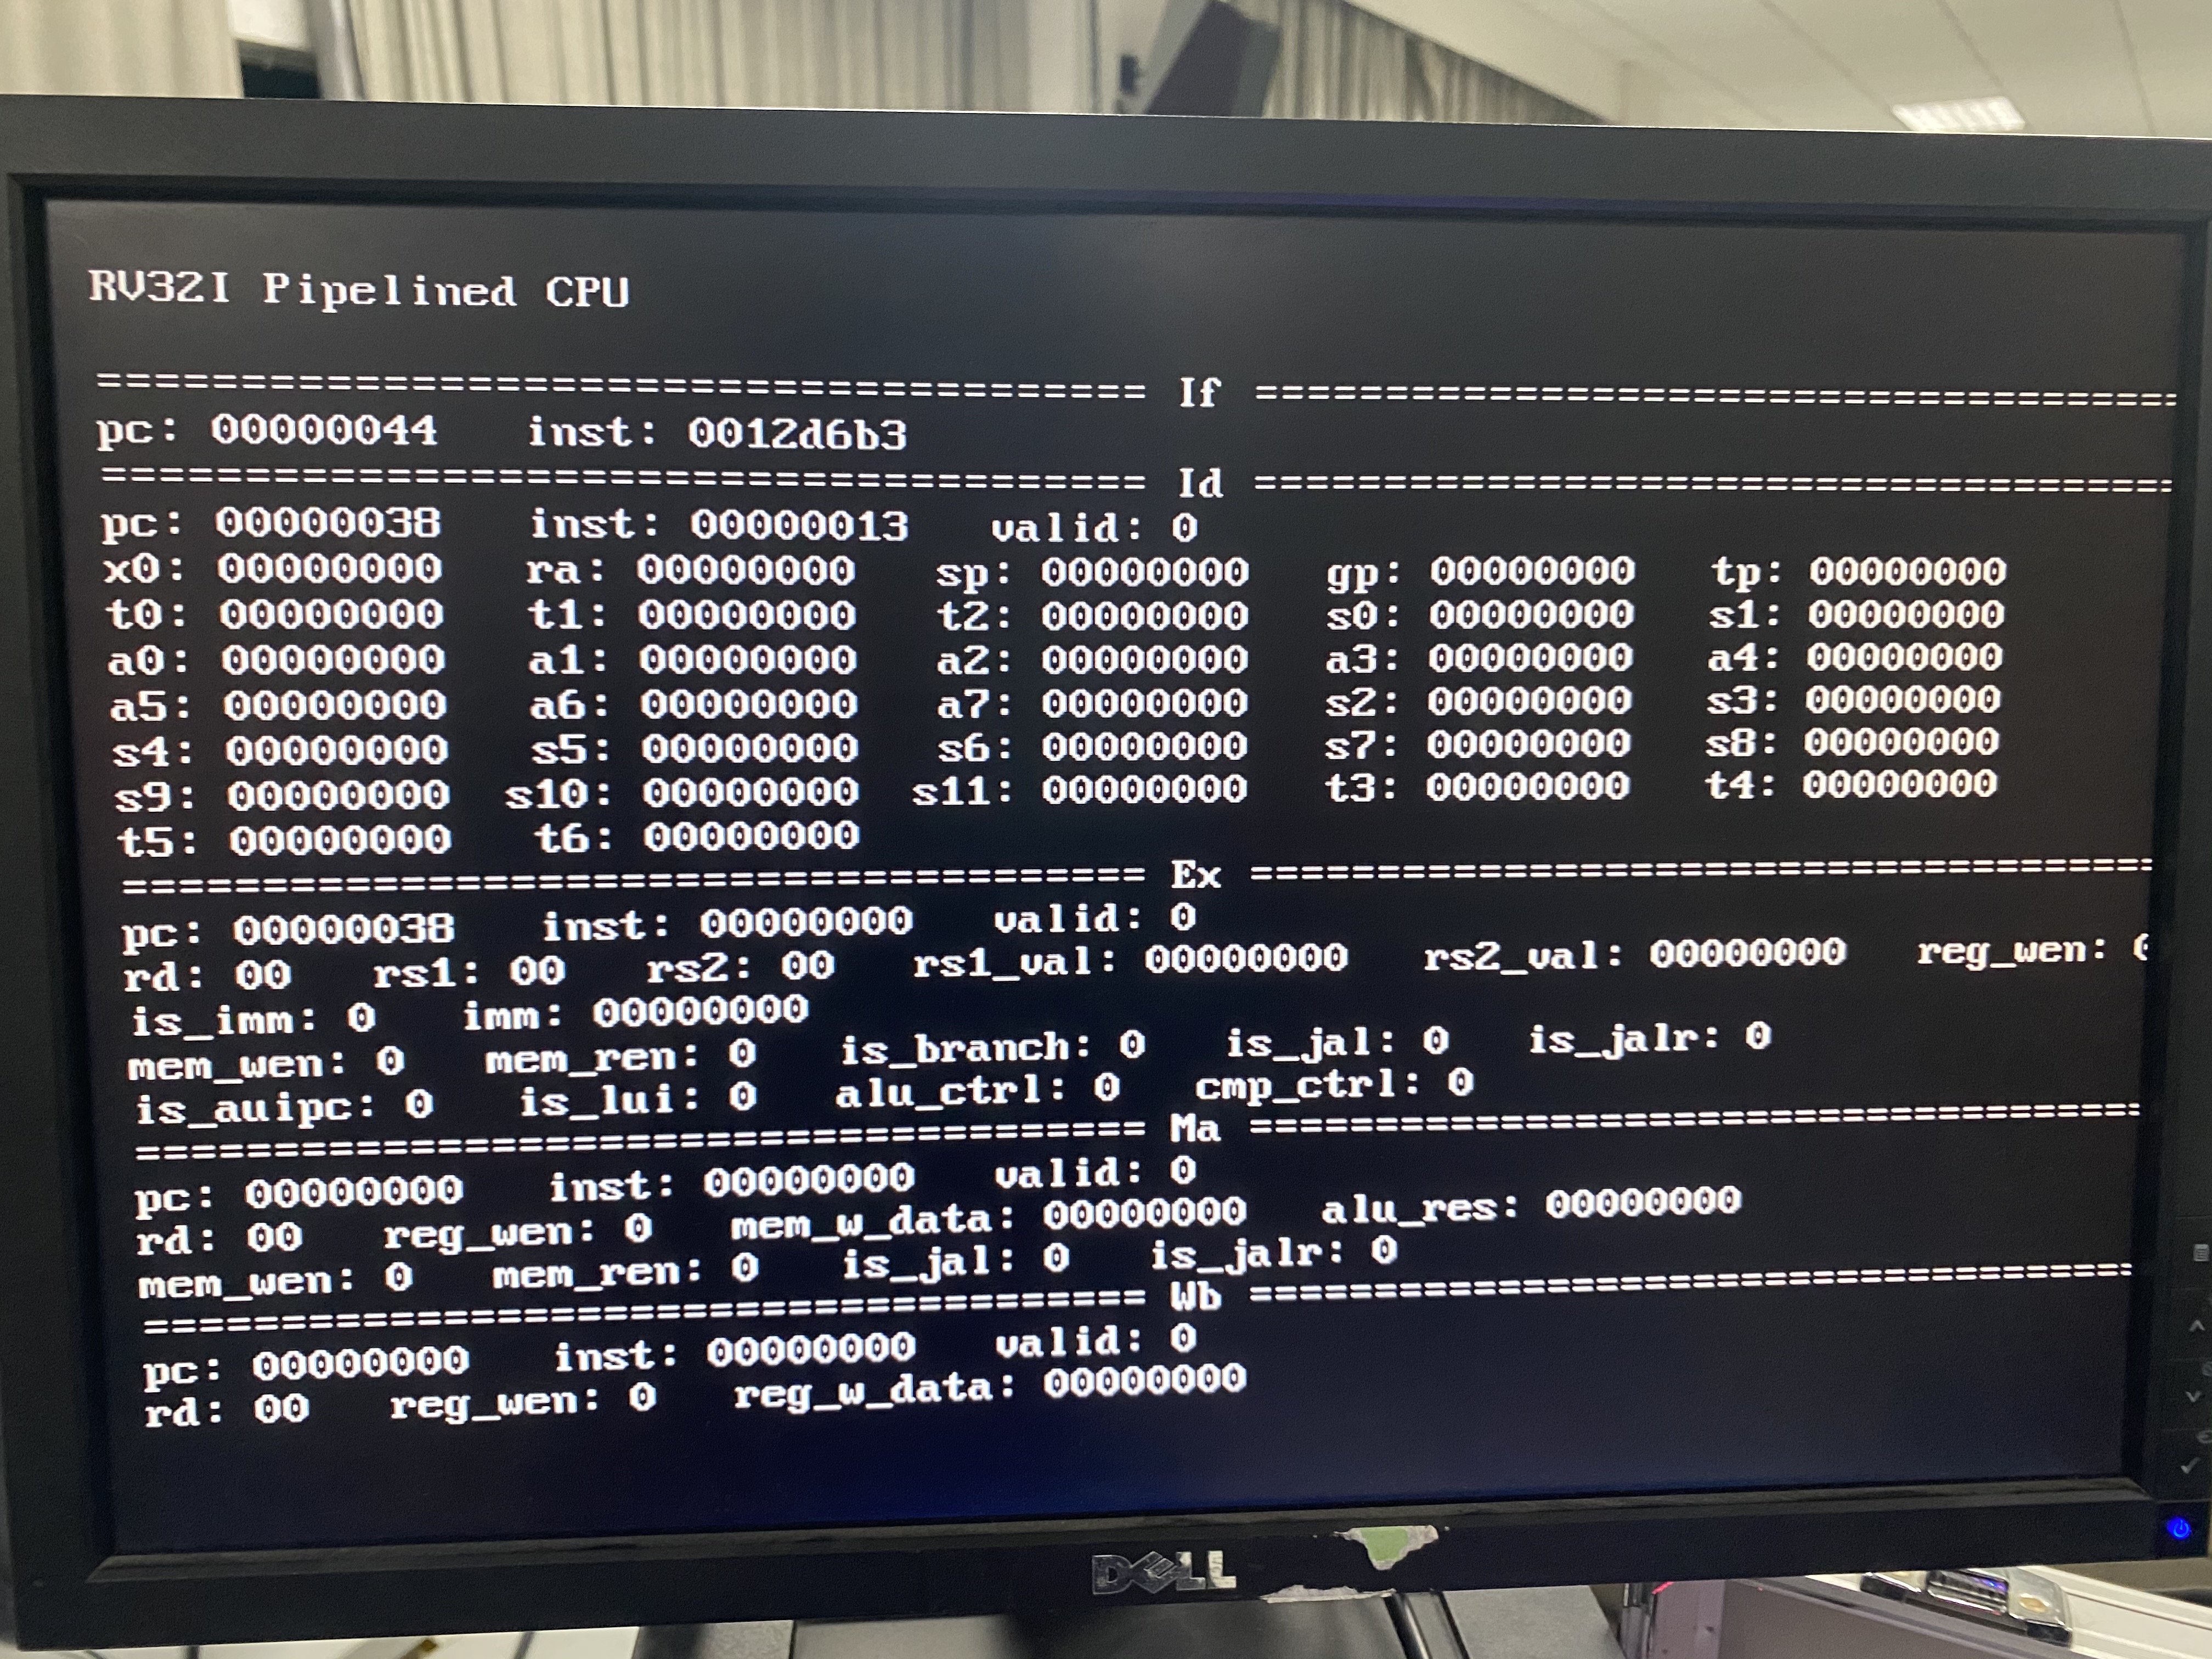 RV32I Pipelined CPU
===================================== If =================================
pc: 00000044 inst: 0012d6b3
===================================== Id =================================
pc: 00000038 inst: 00000013 valid: 0
x0: 00000000 ra: 00000000 sp: 00000000 gp: 00000000 tp: 00000000
t0: 00000000 t1: 00000000 t2: 00000000 s0: 00000000 s1: 00000000
a0: 00000000 a1: 00000000 a2: 00000000 a3: 00000000 a4: 00000000
a5: 00000000 a6: 00000000 a7: 00000000 s2: 00000000 s3: 00000000
s4: 00000000 s5: 00000000 s6: 00000000 s7: 00000000 s8: 00000000
s9: 00000000 s10: 00000000 s11: 00000000 t3: 00000000 t4: 00000000
t5: 00000000 t6: 00000000
===================================== Ex =================================
pc: 00000038 inst: 00000000 valid: 0
rd: 00 rs1: 00 rs2: 00 rs1_val: 00000000 rs2_val: 00000000 reg_wen:
is_imm: 0 imm: 00000000
mem_wen: 0 mem_ren: 0 is_branch: 0 is_jal: 0 is_jalr: 0
is_auipc: 0 is_lui: 0 alu_ctrl: 0 cmp_ctrl: 0
===================================== Ma =================================
pc: 00000000 inst: 00000000 valid: 0
rd: 00 reg_wen: 0 mem_w_data: 00000000 alu_res: 00000000
mem_wen: 0 mem_ren: 0 is_jal: 0 is_jalr: 0
===================================== Wb =================================
pc: 00000000 inst: 00000000 valid: 0
rd: 00 reg_wen: 0 reg_w_data: 00000000
DELL